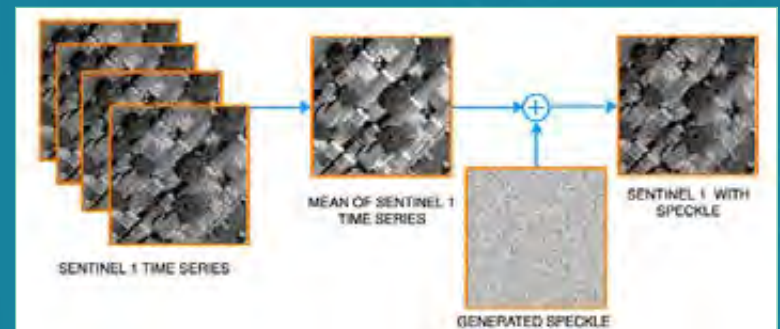 SENTINEL 1 TIME SERIES
MEAN OF SENTINEL 1
TIME SERIES
GENERATED SPECKLE
SENTINEL 1 WITH
SPECKLE